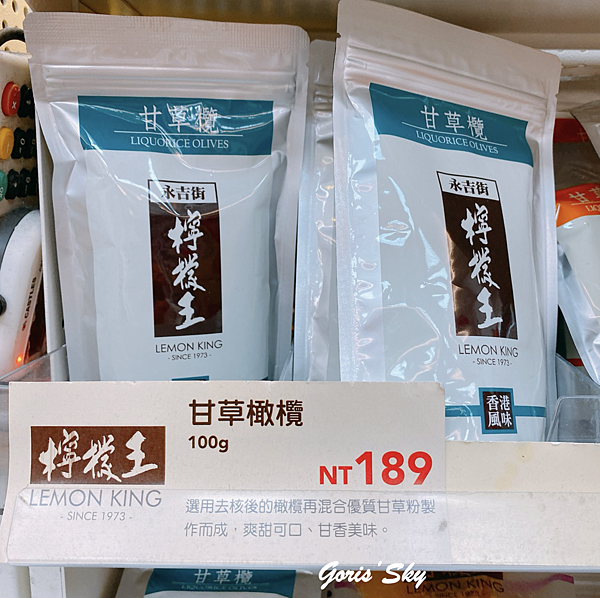 甘草欖
LIQUORICE OLIVES
永吉街
檸檬王
LEMON KING
- SINCE 1973 -
甘草欖
LIQUORICE OLIVES
永吉街
檸檬王
LEMON KING
- SINCE 1973 -
香港
風味
檸檬王
LEMON KING
- SINCE 1973 -
甘草橄欖
100g
NT189
選用去核後的橄欖再混合優質甘草粉製
作而成，爽甜可口、甘香美味。
甘草欖
Goris'Sky